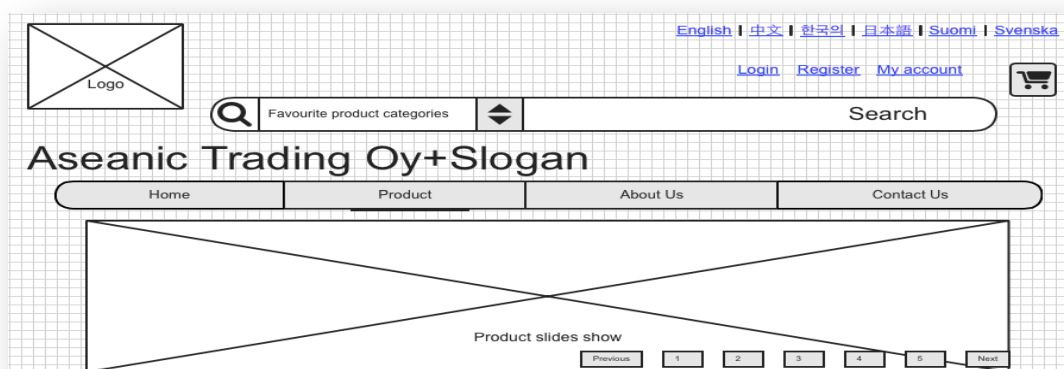 English | 中文 | 한국의 | 日本語 | Suomi | Svenska
Logo
Login Register My account
Favourite product categories Search
Aseanic Trading Oy+Slogan
Home Product About Us Contact Us
Product slides show
Previous 1 2 3 4 5 Next